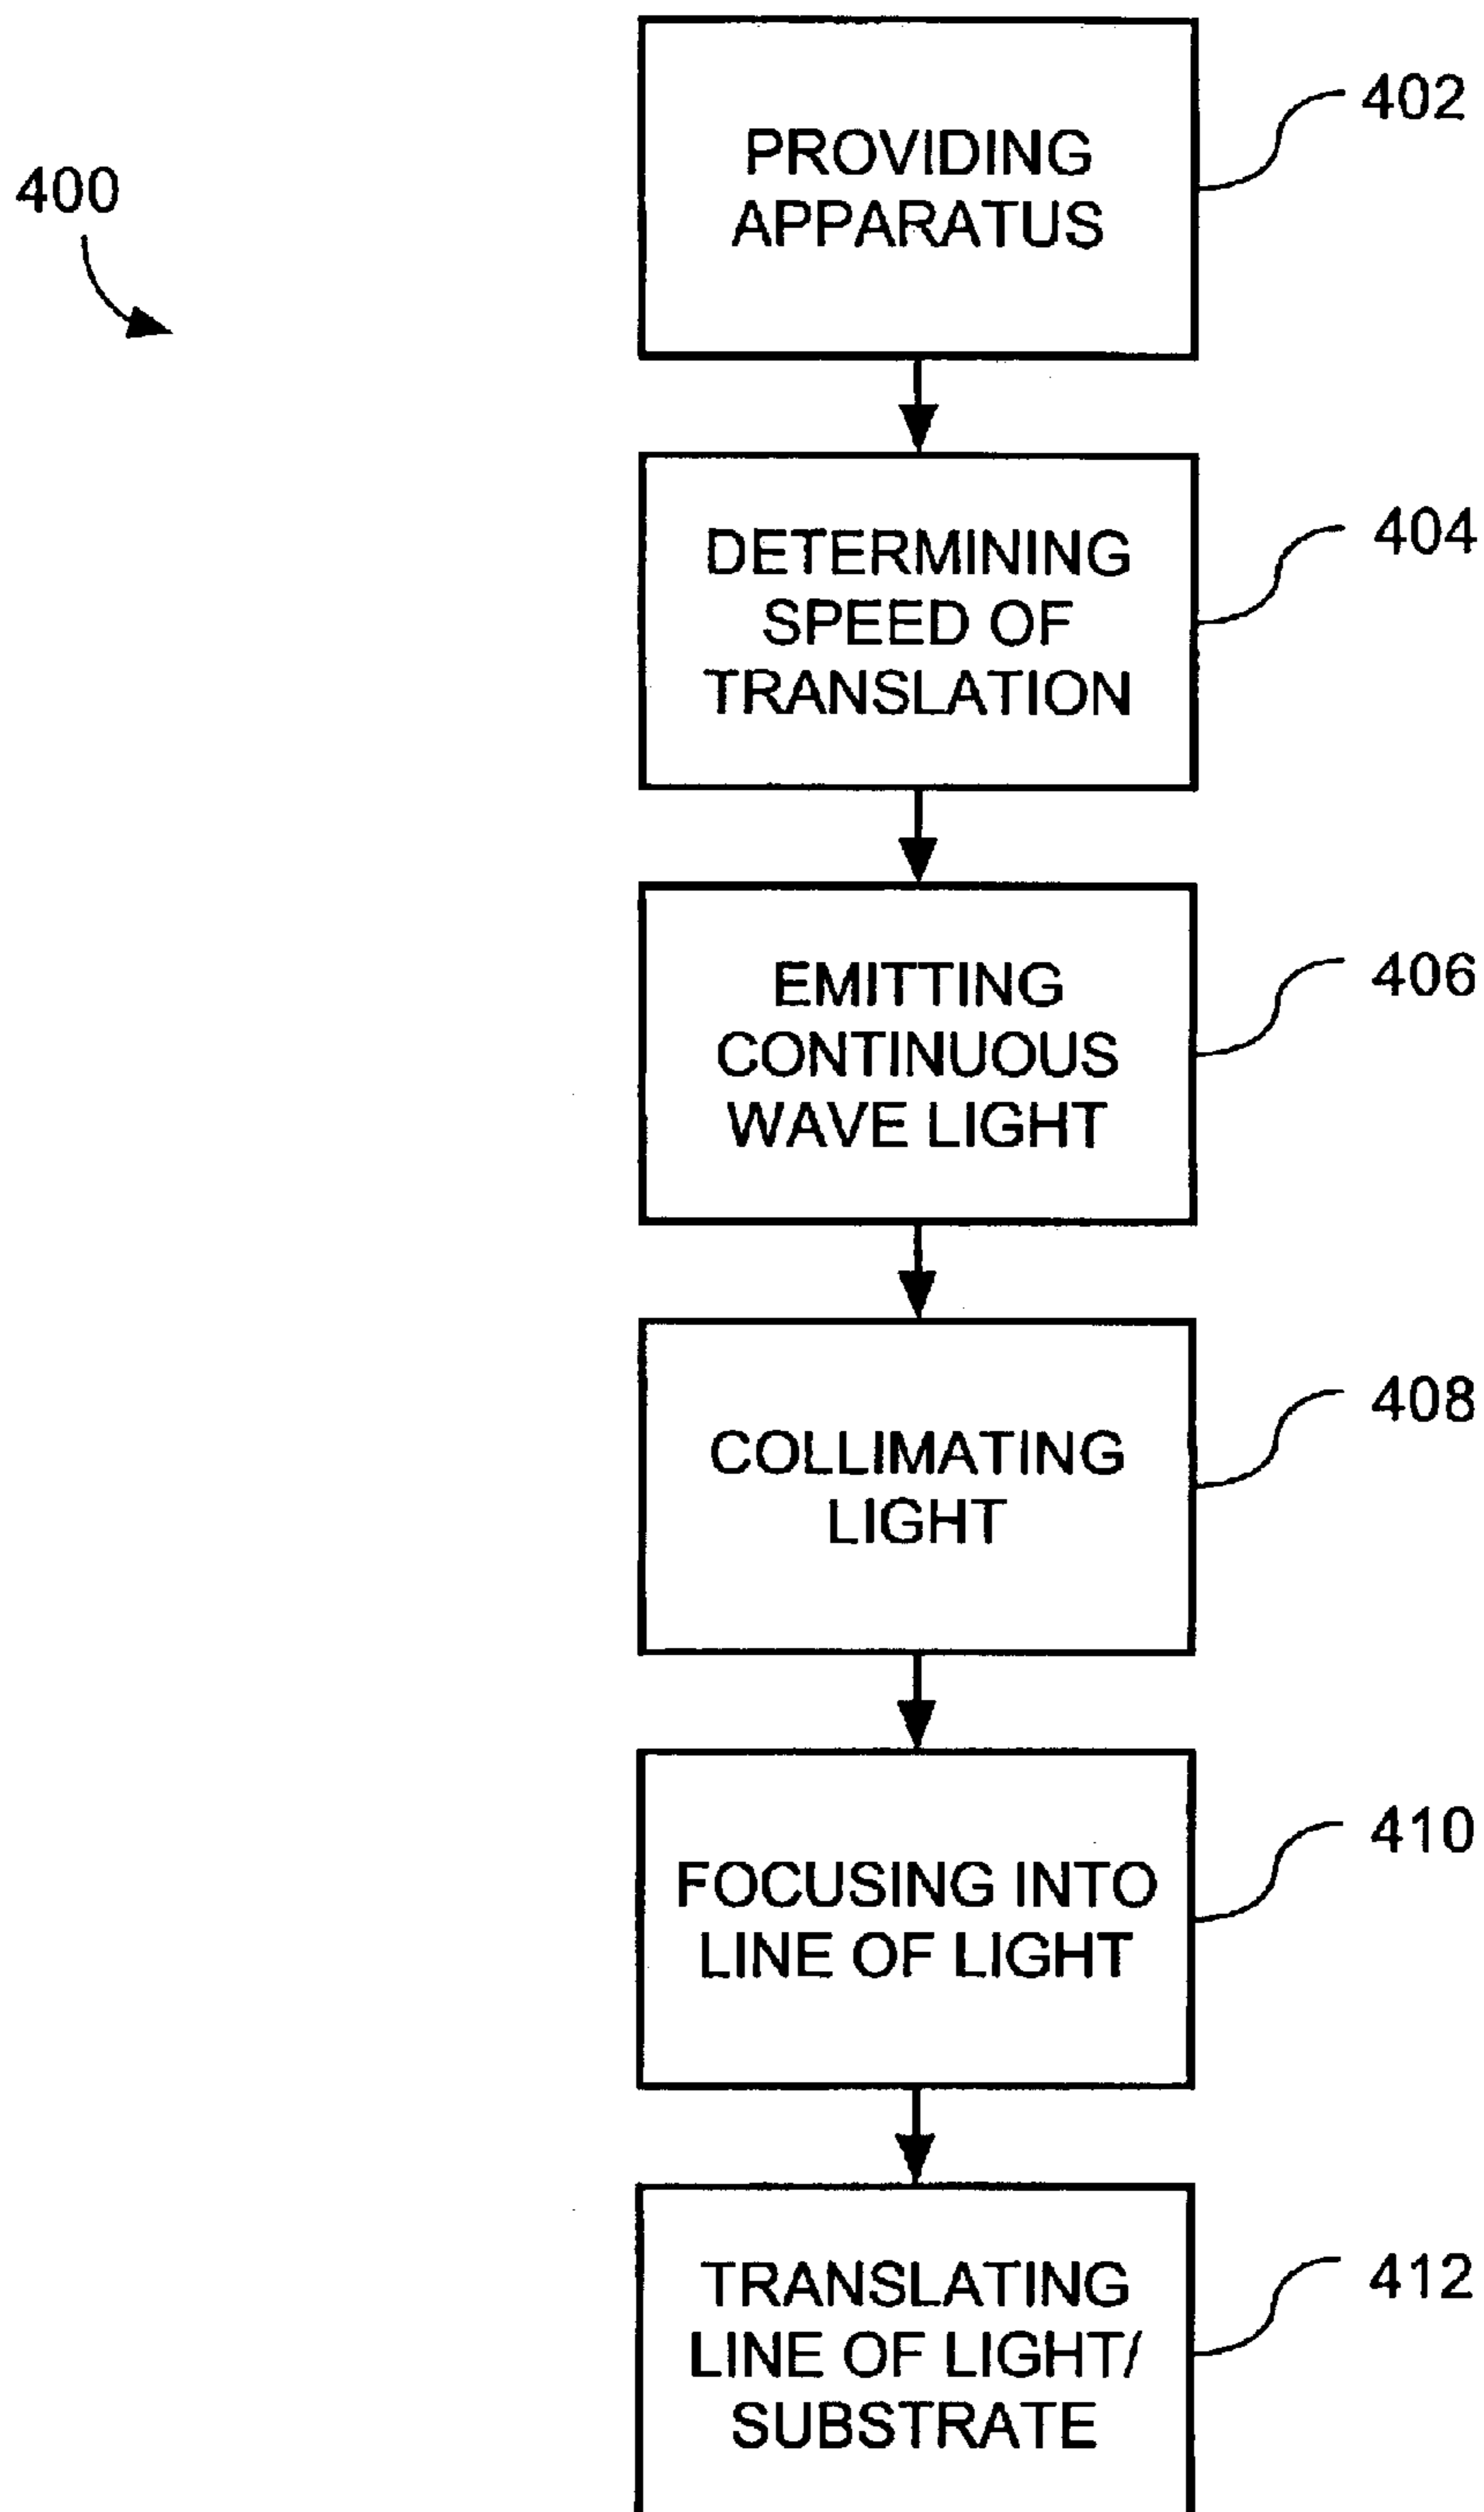 400
PROVIDING
APPARATUS
402
DETERMINING
SPEED OF
TRANSLATION
404
EMITTING
CONTINUOUS
WAVE LIGHT
406
COLLIMATING
LIGHT
408
FOCUSING INTO
LINE OF LIGHT
410
TRANSLATING
LINE OF LIGHT/
SUBSTRATE
412